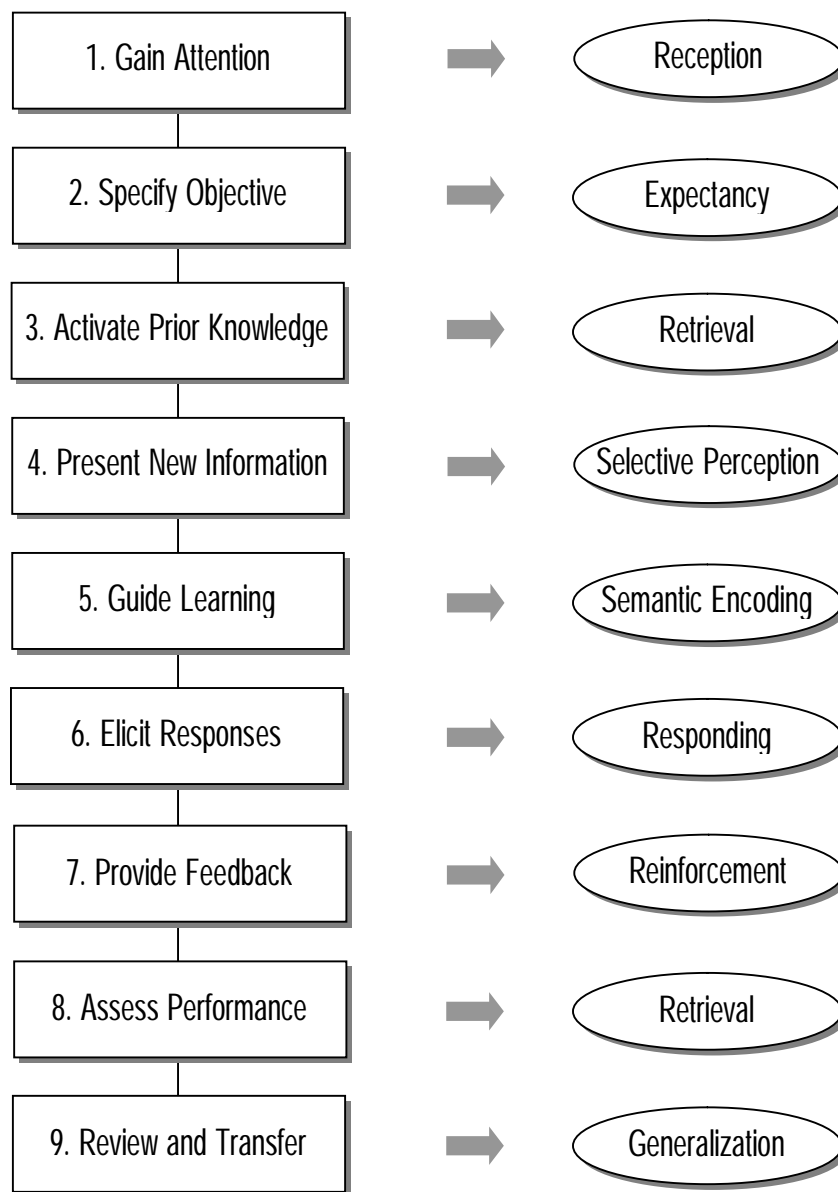 1. Gain Attention
Reception
2. Specify Objective
Expectancy
3. Activate Prior Knowledge
Retrieval
4. Present New Information
Selective Perception
5. Guide Learning
Semantic Encoding
6. Elicit Responses
Responding
7. Provide Feedback
Reinforcement
8. Assess Performance
Retrieval
9. Review and Transfer
Generalization